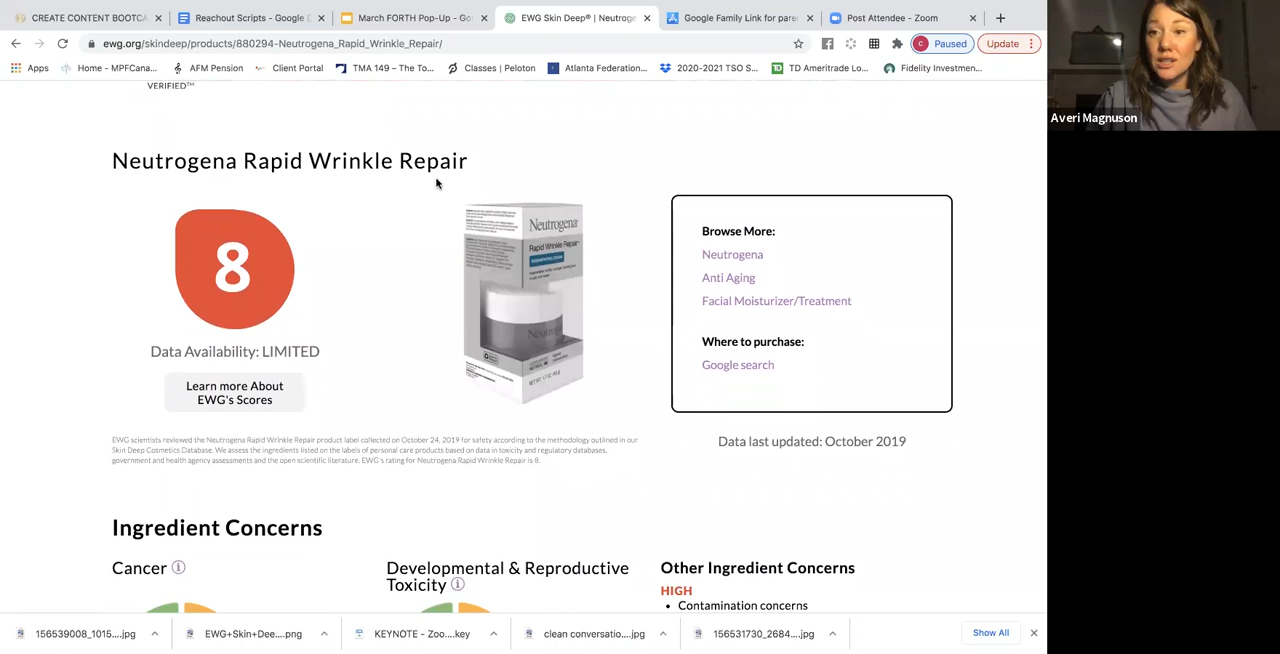 CREATE CONTENT BOOTCA
Reachout Scripts - Google D
March FORTH Pop-Up - Goo
EWG Skin Deep® | Neutroge
Google Family Link for pare
Post Attendee - Zoom
ewg.org/skindeep/products/880294-Neutrogena_Rapid_Wrinkle_Repair/
C
Paused
Update
Apps
Home - MPFCana...
AFM Pension
Client Portal
TMA 149 – The To...
Classes | Peloton
Atlanta Federation...
2020-2021 TSO S...
TD Ameritrade Lo...
Fidelity Investmen...
VERIFIED™
Averi Magnuson
Neutrogena Rapid Wrinkle Repair
8
Data Availability: LIMITED
Learn more About
EWG's Scores
Neutrogena
Rapid Wrinkle Repair
Browse More:
Neutrogena
Anti Aging
Facial Moisturizer/Treatment
Where to purchase:
Google search
Data last updated: October 2019
EWG scientists reviewed the Neutrogena Rapid Wrinkle Repair product label collected on October 24, 2019 for safety according to the methodology outlined in our
Skin Deep Cosmetics Database. We assess the ingredients listed on the labels of personal care products based on data in toxicity and regulatory databases,
government and health agency assessments and the open scientific literature. EWG's rating for Neutrogena Rapid Wrinkle Repair is 8.
Ingredient Concerns
Cancer
Developmental & Reproductive
Toxicity
Other Ingredient Concerns
HIGH
• Contamination concerns
156539008_1015....jpg
EWG+Skin+Dee....png
KEYNOTE - Zoo....key
clean conversatio....jpg
156531730_2684....jpg
Show All